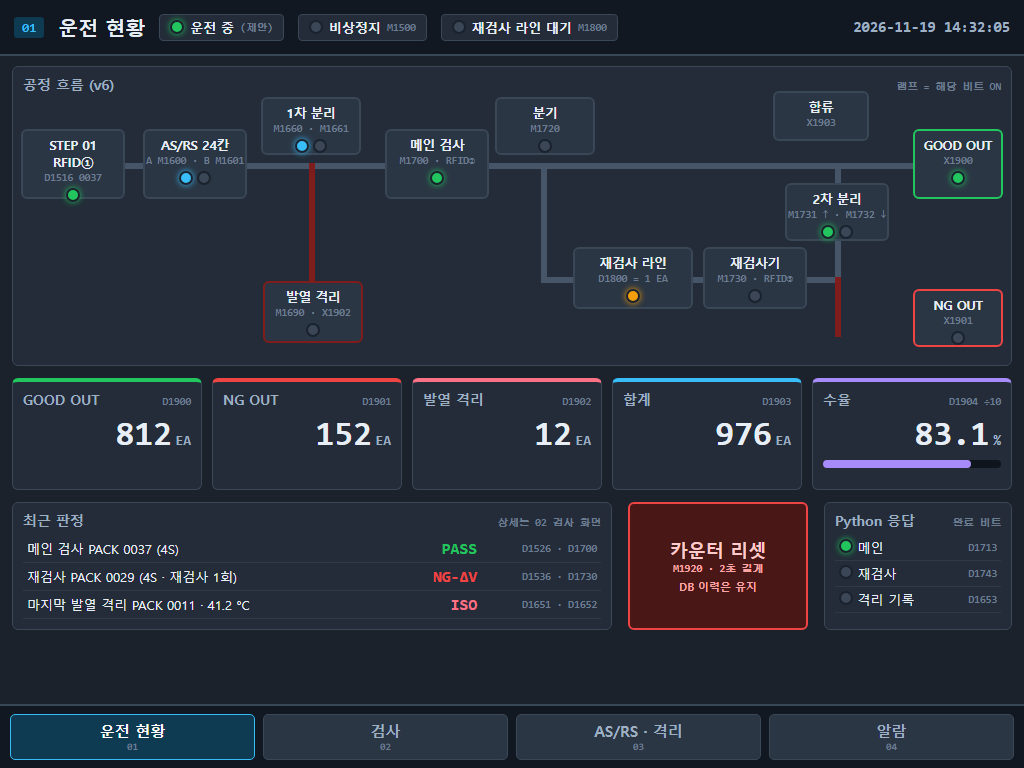 01 운전 현황 운전 중 (제안) 비상정지 M1500 재검사 라인 대기 M1800 2026-11-19 14:32:05
공정 흐름 (v6) 램프 = 해당 비트 ON
STEP 01
RFID①
D1516 0037
AS/RS 24칸
A M1600 · B M1601
1차 분리
M1660 · M1661
발열 격리
M1690 · X1902
메인 검사
M1700 · RFID②
분기
M1720
재검사 라인
D1800 = 1 EA
재검사기
M1730 · RFID③
합류
X1903
2차 분리
M1731 ↑ · M1732 ↓
GOOD OUT
X1900
NG OUT
X1901
GOOD OUT D1900
812 EA
NG OUT D1901
152 EA
발열 격리 D1902
12 EA
합계 D1903
976 EA
수율 D1904 ÷10
83.1 %
최근 판정 상세는 02 검사 화면
메인 검사 PACK 0037 (4S) PASS D1526 · D1700
재검사 PACK 0029 (4S · 재검사 1회) NG-ΔV D1536 · D1730
마지막 발열 격리 PACK 0011 · 41.2 ℃ ISO D1651 · D1652
카운터 리셋
M1920 · 2초 길게
DB 이력은 유지
Python 응답 완료 비트
메인 D1713
재검사 D1743
격리 기록 D1653
운전 현황
01
검사
02
AS/RS · 격리
03
알람
04